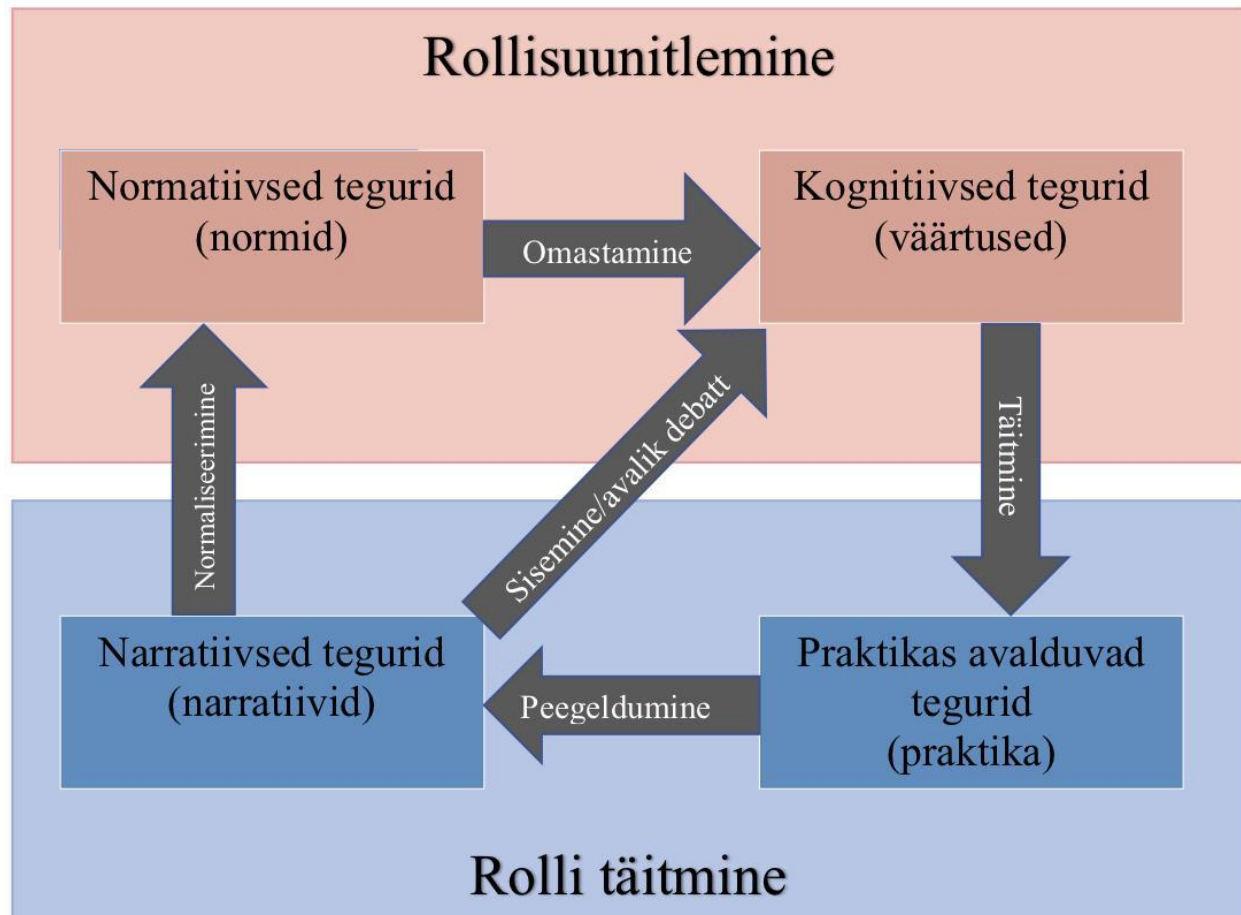 Rollisuunitlemine
Normatiivsed tegurid
(normid)
Omastamine
Kognitiivsed tegurid
(väärtused)
Normaliseerimine
Sisemine/avalik debatt
Täitmine
Narratiivsed tegurid
(narratiivid)
Peegeldumine
Praktikas avalduvad
tegurid
(praktika)
Rolli täitmine